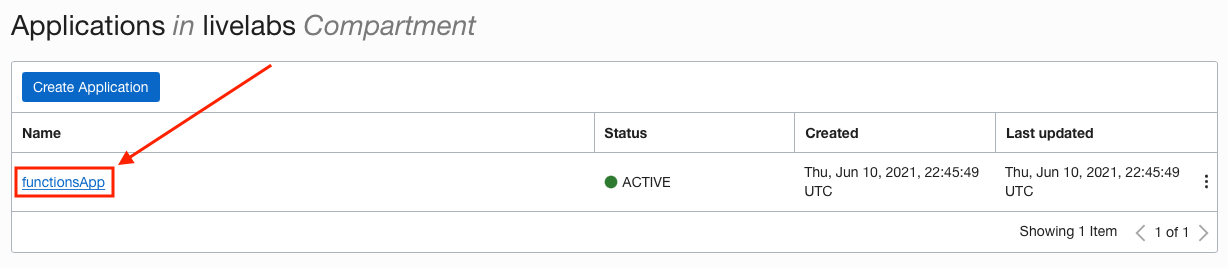 Applications in livelabs Compartment
Create Application
Name Status Created Last updated
functionsApp ACTIVE Thu, Jun 10, 2021, 22:45:49 UTC Thu, Jun 10, 2021, 22:45:49 UTC
Showing 1 Item 1 of 1